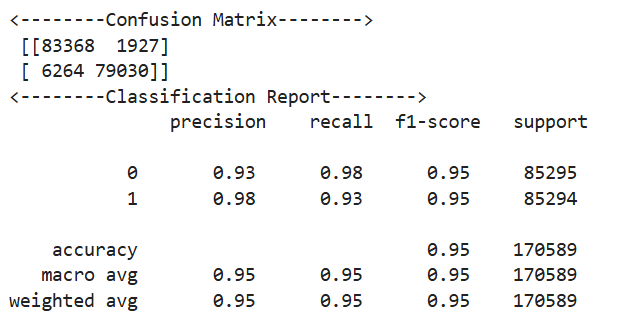 <--------Confusion Matrix-------->
[[83368  1927]
[ 6264 79030]]
<--------Classification Report-------->
precision    recall  f1-score   support
0       0.93      0.98      0.95     85295
1       0.98      0.93      0.95     85294
accuracy                           0.95    170589
macro avg       0.95      0.95      0.95    170589
weighted avg       0.95      0.95      0.95    170589